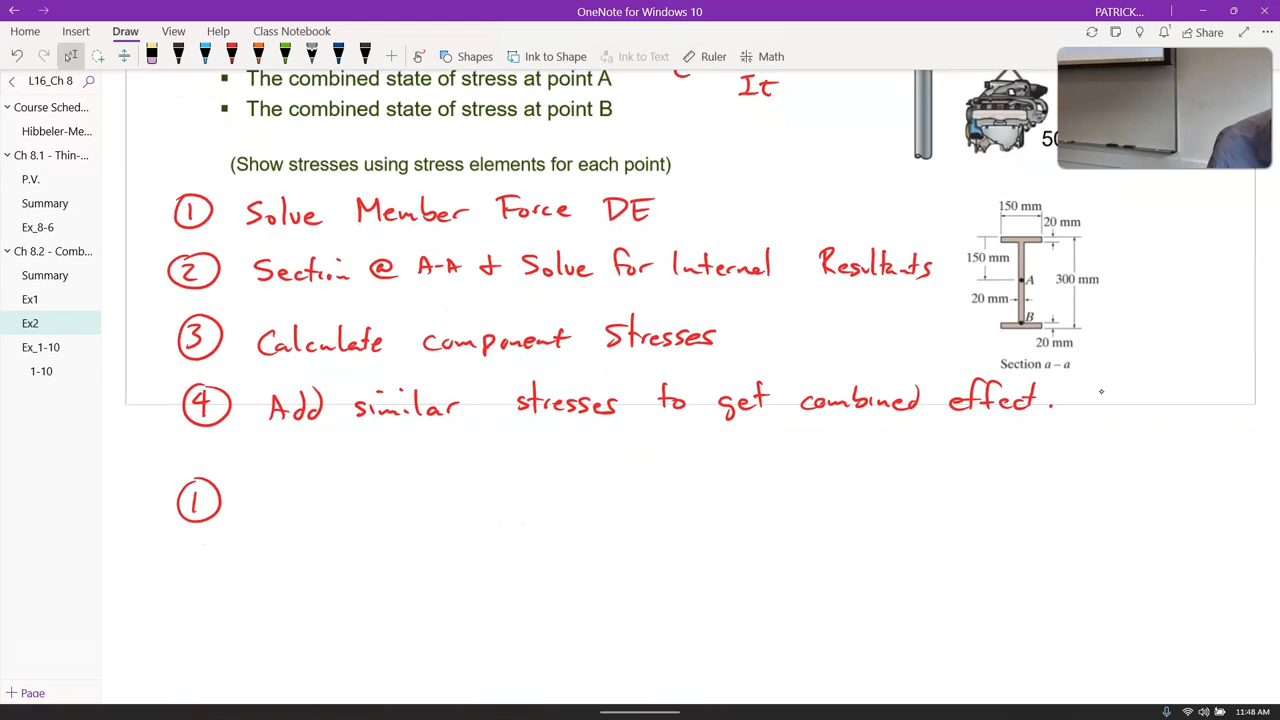 OneNote for Windows 10
PATRICK...
Home
Insert
Draw
View
Help
Class Notebook
Share
Shapes
Ink to Shape
Ink to Text
Ruler
Math
L16 Ch 8
Course Sched...
Hibbeler-Me...
Ch 8.1 - Thin-...
P.V.
Summary
Ex_8-6
Ch 8.2 - Comb...
Summary
Ex1
Ex2
Ex_1-10
1-10
Page
▪ The combined state of stress at point A
▪ The combined state of stress at point B
It
(Show stresses using stress elements for each point)
50
① Solve Member Force DE
② Section @ A-A + Solve for Internal Resultants
③ Calculate component stresses
④ Add similar stresses to get combined effect.
①
150 mm
20 mm
150 mm
A
300 mm
20 mm
B
20 mm
Section a – a
11:48 AM